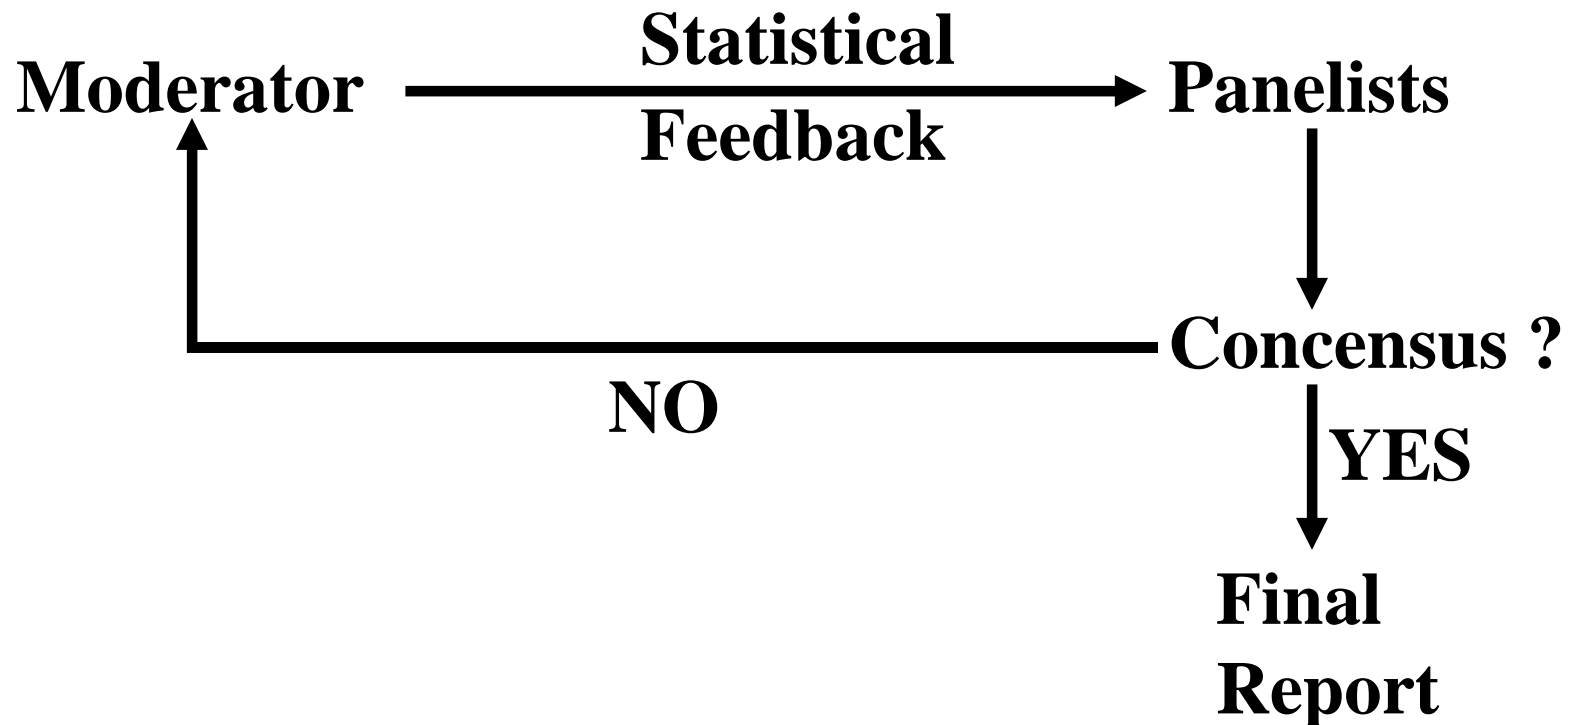 Statistical
Moderator
Panelists
Feedback
Concensus ?
NO
YES
Final
Report